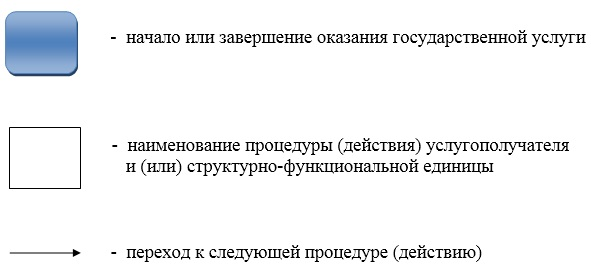 - начало или завершение оказания государственной услуги
- наименование процедуры (действия) услугополучателя
и (или) структурно-функциональной единицы
- переход к следующей процедуре (действию)